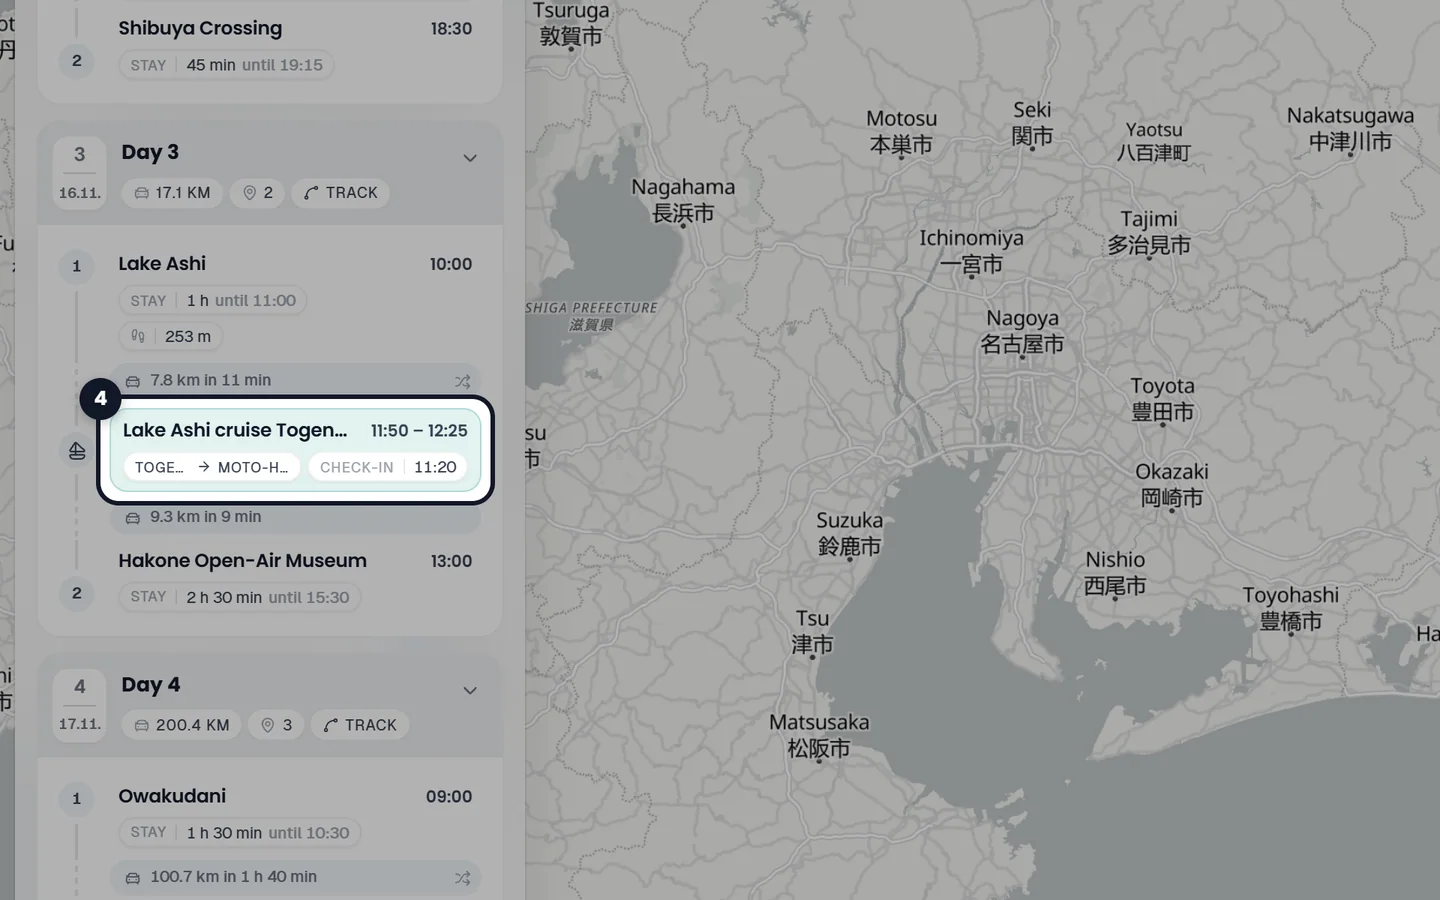 Shibuya Crossing 18:30
2
STAY 45 min until 19:15
3
16.11.
Day 3
17.1 KM 2 TRACK
1
Lake Ashi 10:00
STAY 1 h until 11:00
253 m
7.8 km in 11 min
4
Lake Ashi cruise Togen... 11:50 – 12:25
TOGE... → MOTO-H... CHECK-IN 11:20
9.3 km in 9 min
Hakone Open-Air Museum 13:00
2
STAY 2 h 30 min until 15:30
4
17.11.
Day 4
200.4 KM 3 TRACK
1
Owakudani 09:00
STAY 1 h 30 min until 10:30
100.7 km in 1 h 40 min
Tsuruga
敦賀市
Motosu
本巣市
Seki
関市
Yaotsu
八百津町
Nakatsugawa
中津川市
Nagahama
長浜市
Ichinomiya
一宮市
Tajimi
多治見市
SHIGA PREFECTURE
滋賀県
Nagoya
名古屋市
Toyota
豊田市
su
市
Okazaki
岡崎市
Suzuka
鈴鹿市
Nishio
西尾市
Toyohashi
豊橋市
Tsu
津市
Ha
Matsusaka
松阪市